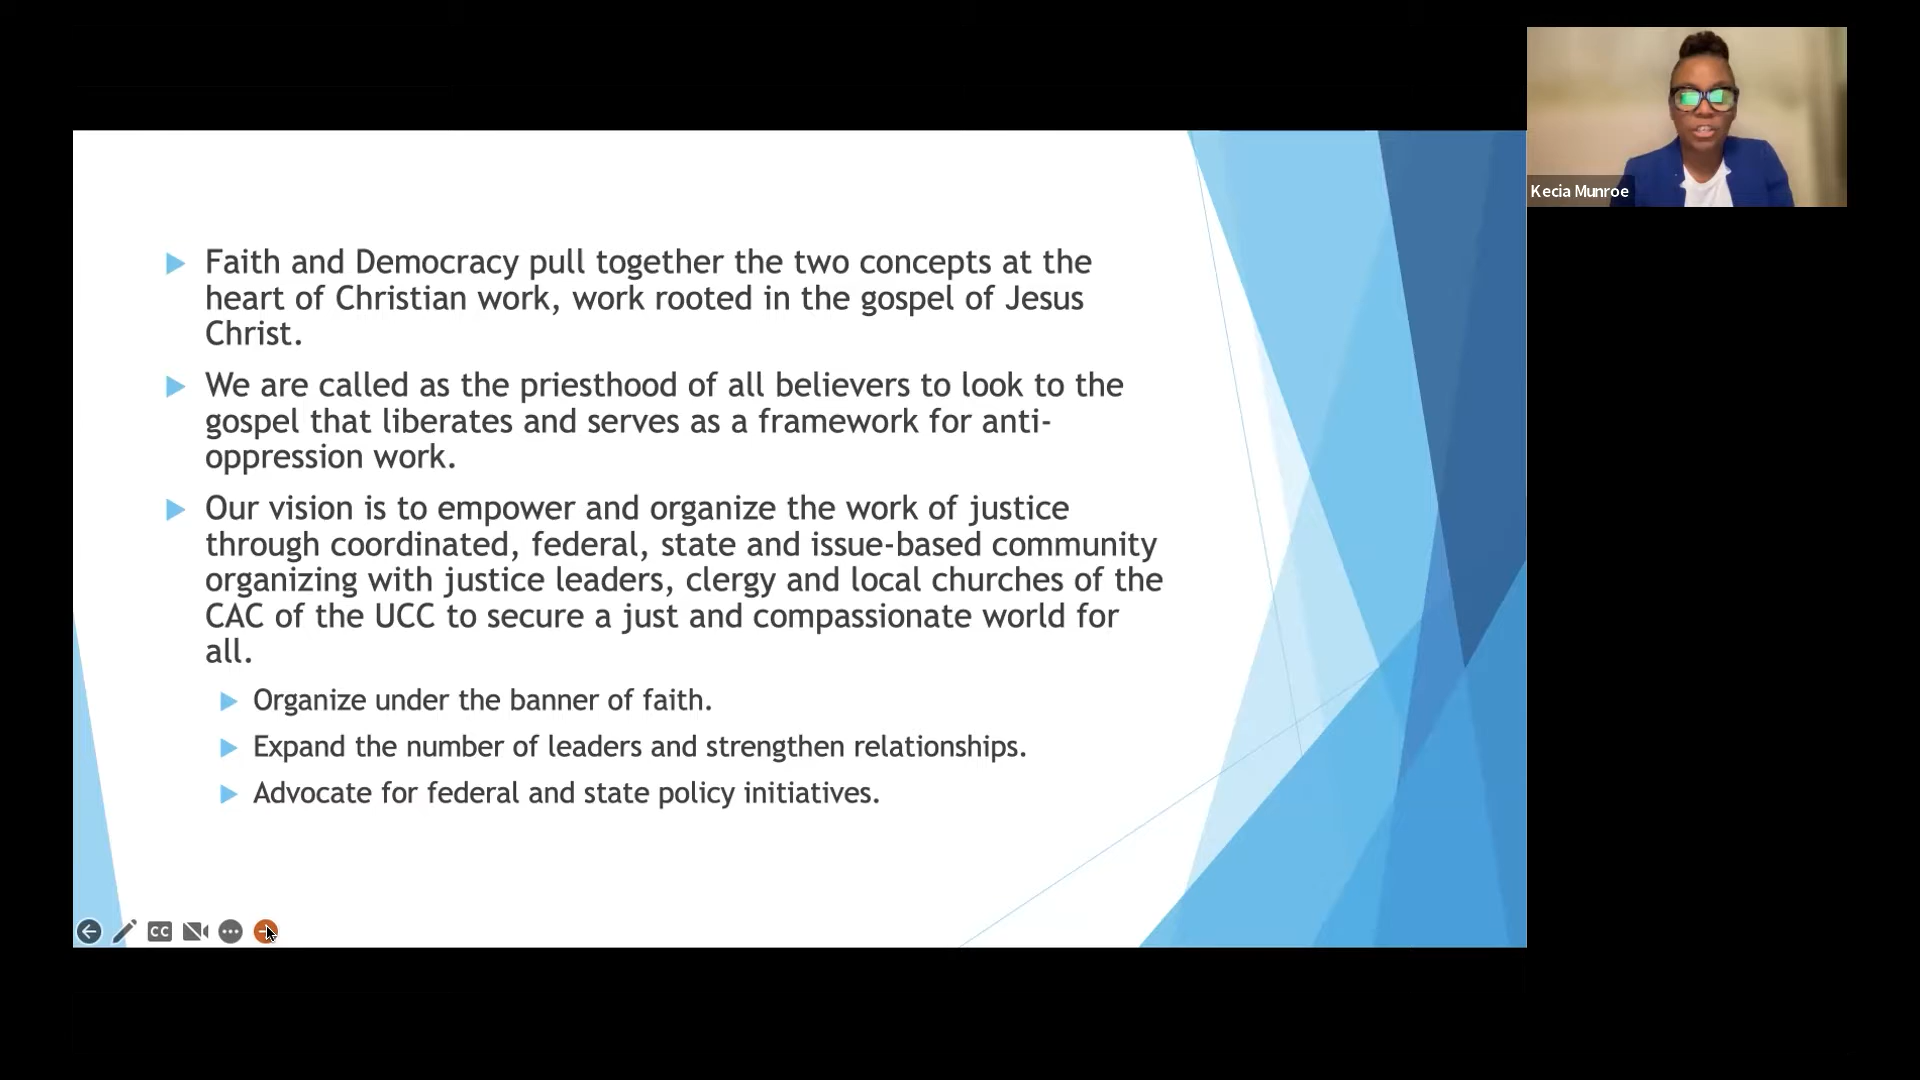 Kecia Munroe
Faith and Democracy pull together the two concepts at the
heart of Christian work, work rooted in the gospel of Jesus
Christ.
We are called as the priesthood of all believers to look to the
gospel that liberates and serves as a framework for anti-
oppression work.
Our vision is to empower and organize the work of justice
through coordinated, federal, state and issue-based community
organizing with justice leaders, clergy and local churches of the
CAC of the UCC to secure a just and compassionate world for
all.
Organize under the banner of faith.
Expand the number of leaders and strengthen relationships.
Advocate for federal and state policy initiatives.
CC